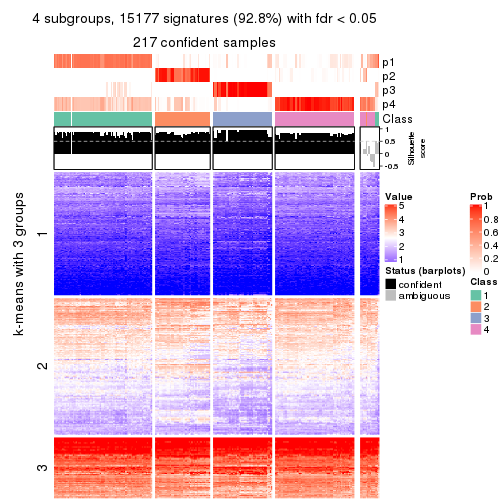 4 subgroups, 15177 signatures (92.8%) with fdr < 0.05
217 confident samples
p1
p2
p3
p4
Class
1
0.5
0
-0.5
Silhouette
score
k-means with 3 groups
1
2
3
Value
5
4
3
2
1
Status (barplots)
confident
ambiguous
Prob
1
0.8
0.6
0.4
0.2
0
Class
1
2
3
4